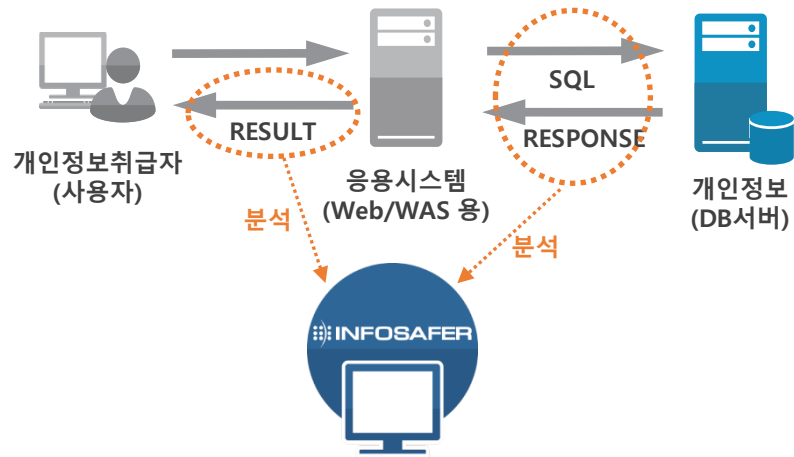 SQL
RESULT
RESPONSE
개인정보취급자
(사용자)
응용시스템
(Web/WAS 용)
개인정보
(DB서버)
분석
분석
INFOSAFER